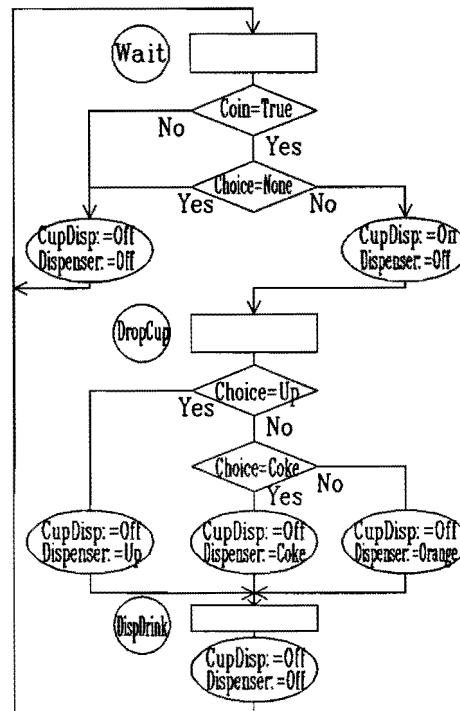 Wait
Coin=True
No
Yes
Choice=None
Yes
No
CupDisp:=Off
Dispenser:=Off
CupDisp:=On
Dispenser:=Off
DropCup
Choice=Up
Yes
No
Choice=Coke
Yes
No
CupDisp:=Off
Dispenser:=Up
CupDisp:=Off
Dispenser:=Coke
CupDisp:=Off
Dispenser:=Orange
DispDrink
CupDisp:=Off
Dispenser:=Off